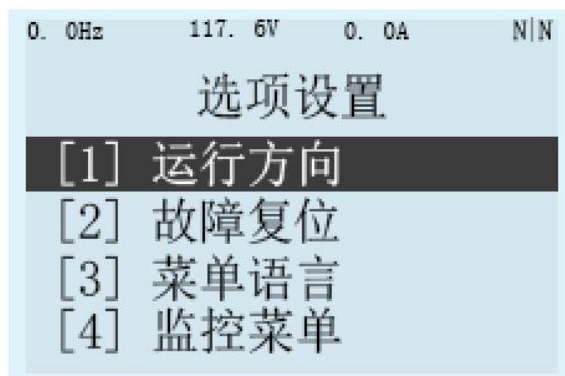 0. 0Hz 117. 6V 0. 0A N|N
选项设置
[1] 运行方向
[2] 故障复位
[3] 菜单语言
[4] 监控菜单